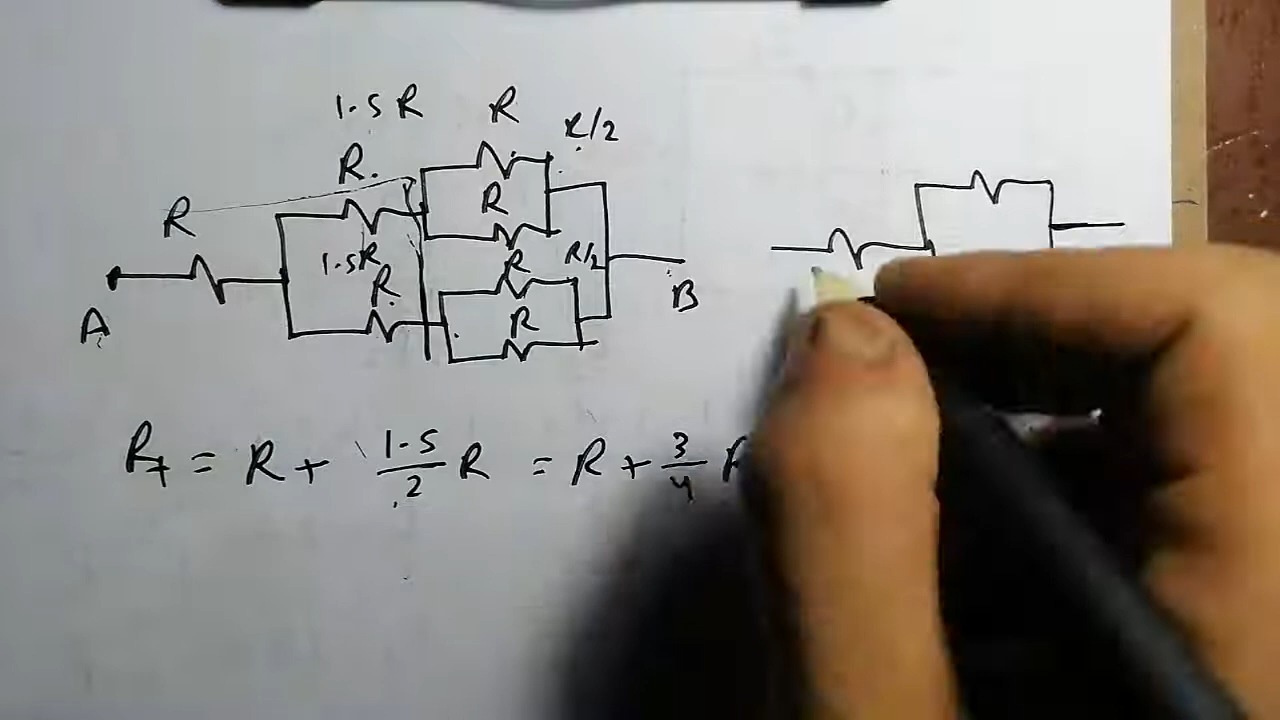 1.5R R R/2
R.
R R
1.5R R R/2
R
A R B
R_t = R + 1.5/2 R = R + 3/4 R